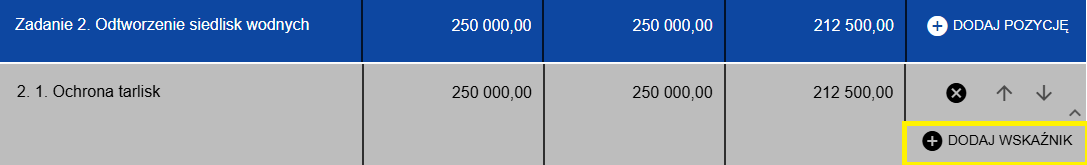 Zadanie 2. Odtworzenie siedlisk wodnych 250 000,00 250 000,00 212 500,00 DODAJ POZYCJĘ
2. 1. Ochrona tarlisk 250 000,00 250 000,00 212 500,00
DODAJ WSKAŹNIK